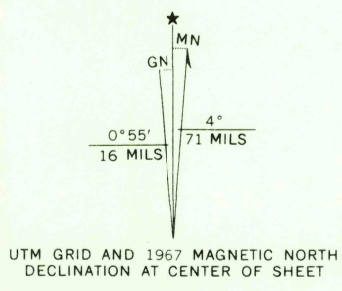 ★
MN
GN
0°55′
16 MILS
4°
71 MILS
UTM GRID AND 1967 MAGNETIC NORTH
DECLINATION AT CENTER OF SHEET